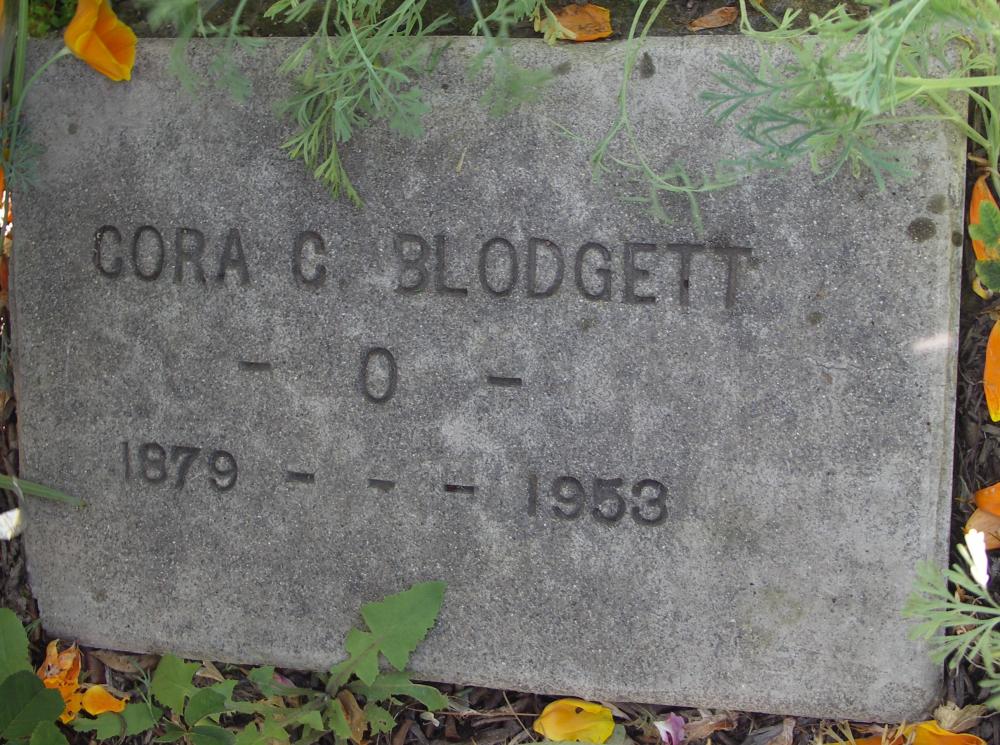 CORA C. BLODGETT
- O -
1879 - - - 1953